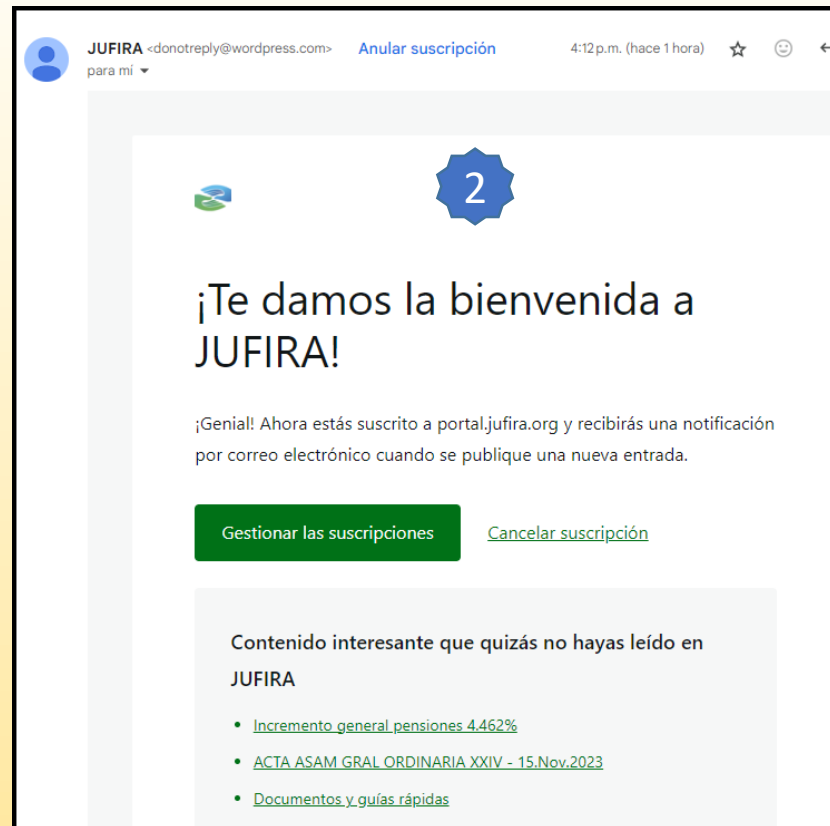 JUFIRA <donotreply@wordpress.com> Anular suscripción 4:12 p.m. (hace 1 hora)
para mí
2
¡Te damos la bienvenida a
JUFIRA!
¡Genial! Ahora estás suscrito a portal.jufira.org y recibirás una notificación
por correo electrónico cuando se publique una nueva entrada.
Gestionar las suscripciones Cancelar suscripción
Contenido interesante que quizás no hayas leído en
JUFIRA
• Incremento general pensiones 4.462%
• ACTA ASAM GRAL ORDINARIA XXIV - 15.Nov.2023
• Documentos y guías rápidas